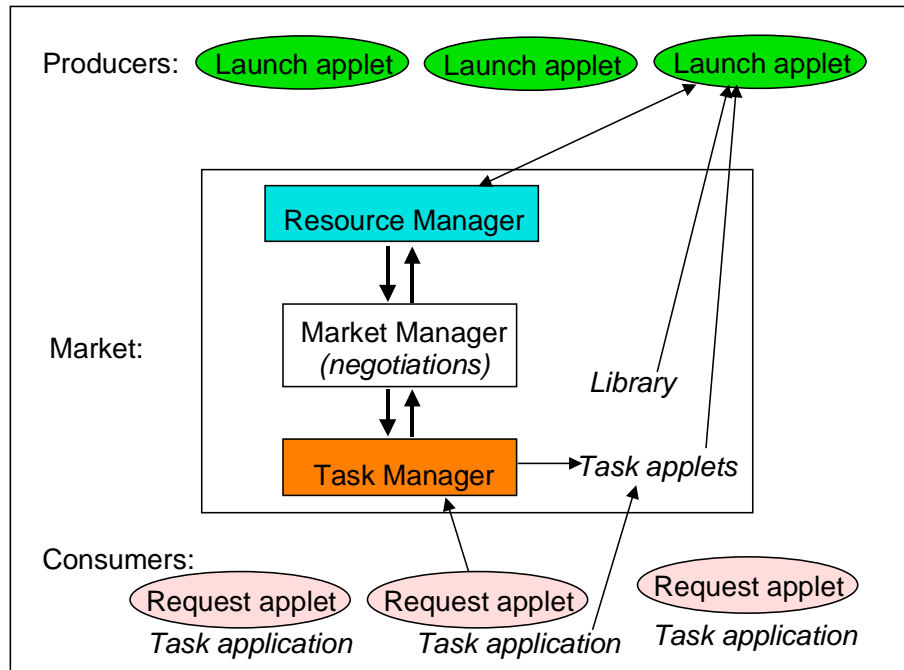 Producers:
Launch applet
Launch applet
Launch applet
Resource Manager
Market:
Market Manager
(negotiations)
Library
Task Manager
Task applets
Consumers:
Request applet
Request applet
Request applet
Task application
Task application
Task application